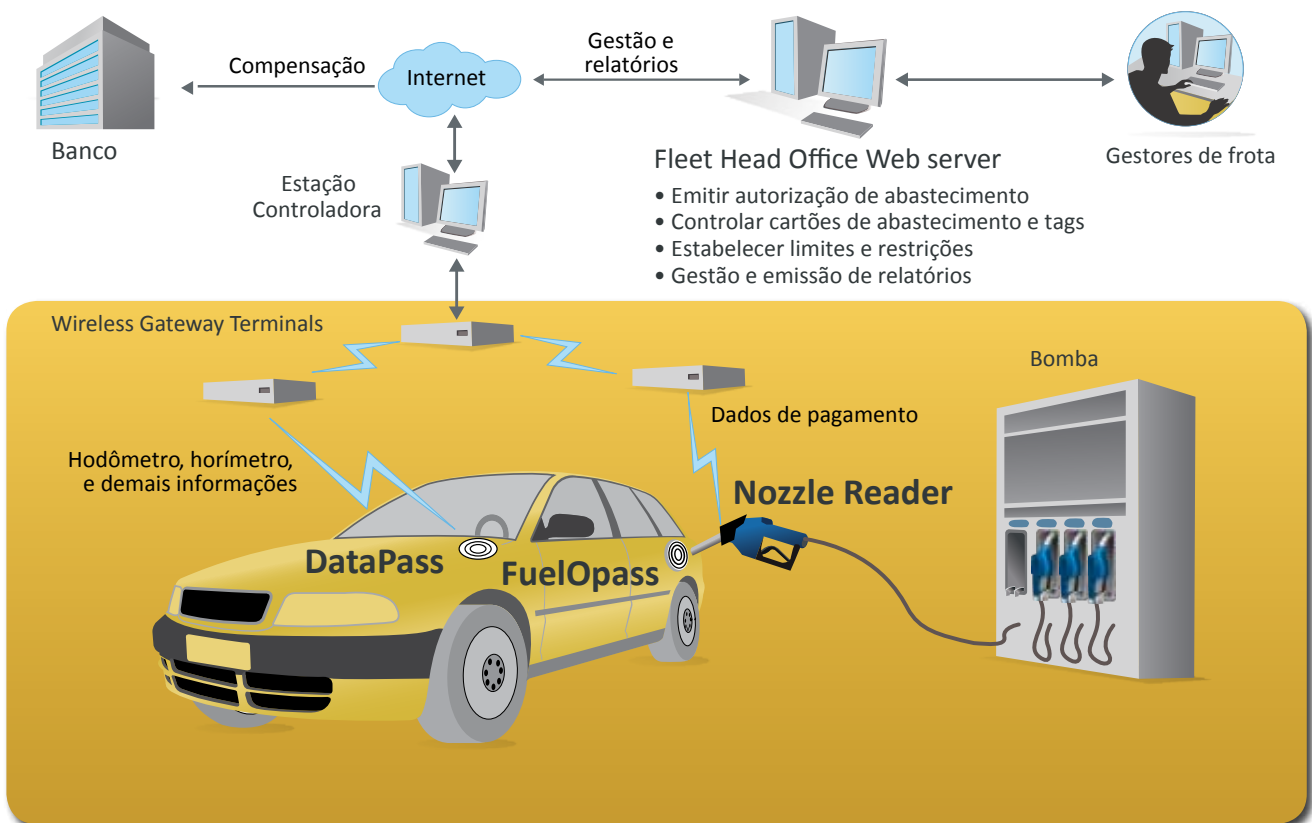 Compensação
Internet
Gestão e
relatórios
Banco
Estação
Controladora
Fleet Head Office Web server
• Emitir autorização de abastecimento
• Controlar cartões de abastecimento e tags
• Estabelecer limites e restrições
• Gestão e emissão de relatórios
Gestores de frota
Wireless Gateway Terminals
Bomba
Dados de pagamento
Hodômetro, horímetro,
e demais informações
Nozzle Reader
DataPass
FuelOpass